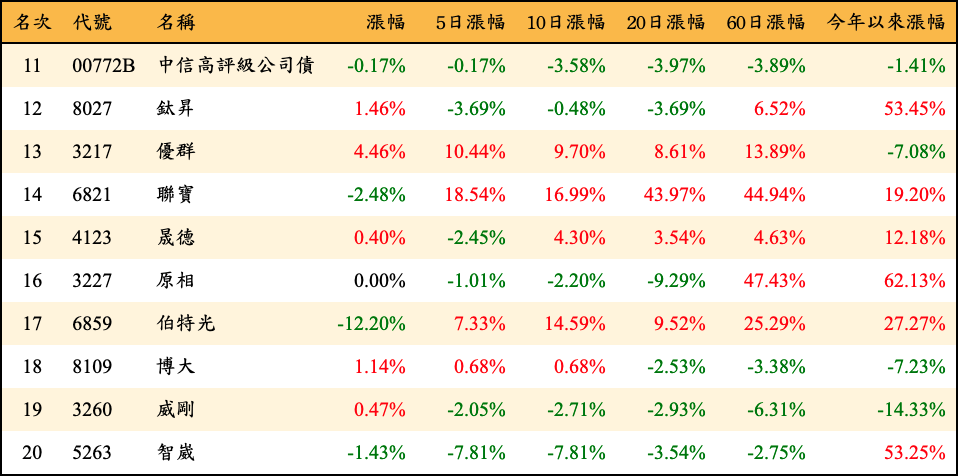 名次 代號 名稱 漲幅 5日漲幅 10日漲幅 20日漲幅 60日漲幅 今年以來漲幅
11 00772B 中信高評級公司債 -0.17% -0.17% -3.58% -3.97% -3.89% -1.41%
12 8027 鈦昇 1.46% -3.69% -0.48% -3.69% 6.52% 53.45%
13 3217 優群 4.46% 10.44% 9.70% 8.61% 13.89% -7.08%
14 6821 聯寶 -2.48% 18.54% 16.99% 43.97% 44.94% 19.20%
15 4123 晟德 0.40% -2.45% 4.30% 3.54% 4.63% 12.18%
16 3227 原相 0.00% -1.01% -2.20% -9.29% 47.43% 62.13%
17 6859 伯特光 -12.20% 7.33% 14.59% 9.52% 25.29% 27.27%
18 8109 博大 1.14% 0.68% 0.68% -2.53% -3.38% -7.23%
19 3260 威剛 0.47% -2.05% -2.71% -2.93% -6.31% -14.33%
20 5263 智崴 -1.43% -7.81% -7.81% -3.54% -2.75% 53.25%